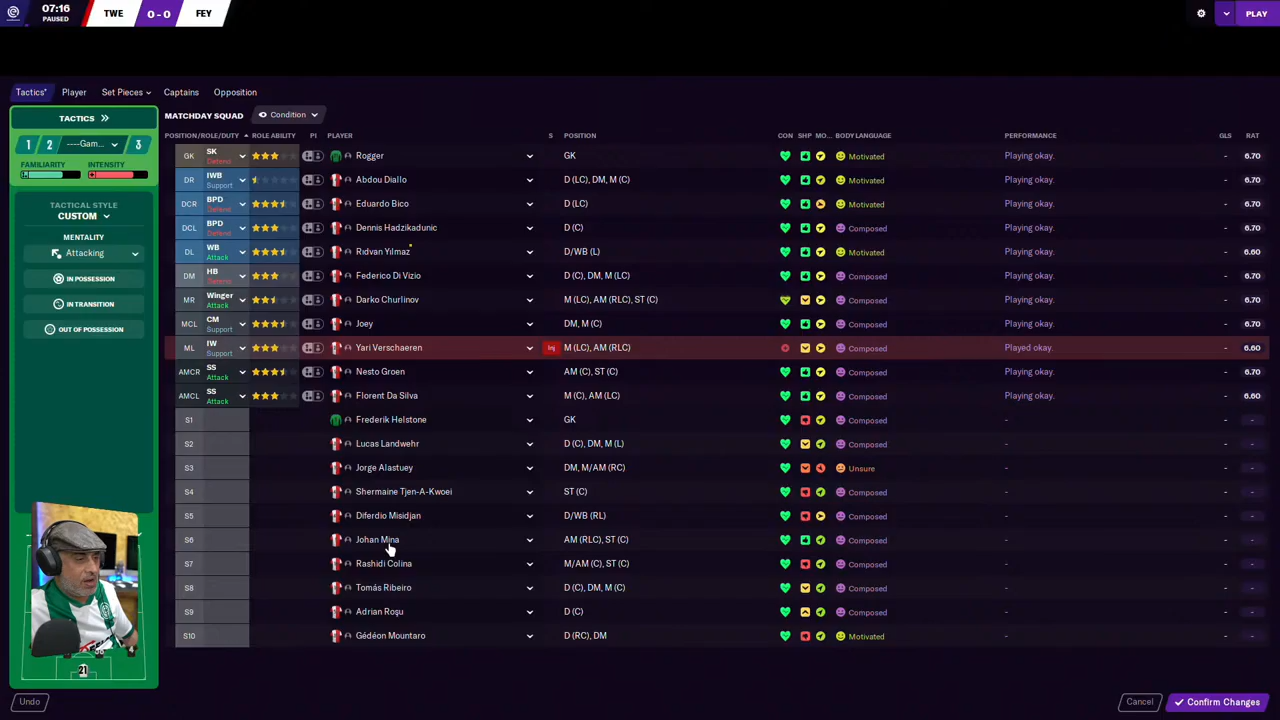 07:16
PAUSED
TWE
0 - 0
FEY
PLAY
Tactics*
Player
Set Pieces
Captains
Opposition
TACTICS
MATCHDAY SQUAD
Condition
1 2 ----Gam... 3
FAMILIARITY INTENSITY
TACTICAL STYLE
CUSTOM
MENTALITY
Attacking
IN POSSESSION
IN TRANSITION
OUT OF POSSESSION
POSITION/ROLE/DUTY ROLE ABILITY PI PLAYER S POSITION CON SHP MO... BODY LANGUAGE PERFORMANCE GLS RAT
GK SK Defend Rogger GK Motivated Playing okay. - 6.70
DR IWB Support Abdou Diallo D (LC), DM, M (C) Motivated Playing okay. - 6.70
DCR BPD Defend Eduardo Bico D (LC) Motivated Playing okay. - 6.70
DCL BPD Defend Dennis Hadzikadunic D (C) Composed Playing okay. - 6.70
DL WB Attack Ridvan Yilmaz D/WB (L) Motivated Playing okay. - 6.60
DM HB Defend Federico Di Vizio D (C), DM, M (LC) Composed Playing okay. - 6.70
MR Winger Attack Darko Churlinov M (LC), AM (RLC), ST (C) Composed Playing okay. - 6.70
MCL CM Support Joey DM, M (C) Composed Playing okay. - 6.70
ML IW Support Yari Verschaeren Inj M (LC), AM (RLC) Composed Played okay. - 6.60
AMCR SS Attack Nesto Groen AM (C), ST (C) Composed Playing okay. - 6.70
AMCL SS Attack Florent Da Silva M (C), AM (LC) Composed Playing okay. - 6.60
S1 Frederik Helstone GK Composed - - -
S2 Lucas Landwehr D (C), DM, M (L) Composed - - -
S3 Jorge Alastuey DM, M/AM (RC) Unsure - - -
S4 Shermaine Tjen-A-Kwoei ST (C) Composed - - -
S5 Diferdio Misidjan D/WB (RL) Composed - - -
S6 Johan Mina AM (RLC), ST (C) Composed - - -
S7 Rashidi Colina M/AM (C), ST (C) Composed - - -
S8 Tomás Ribeiro D (C), DM, M (C) Composed - - -
S9 Adrian Roşu D (C) Composed - - -
S10 Gédéon Mountaro D (RC), DM Motivated - - -
21
Undo
Cancel
Confirm Changes